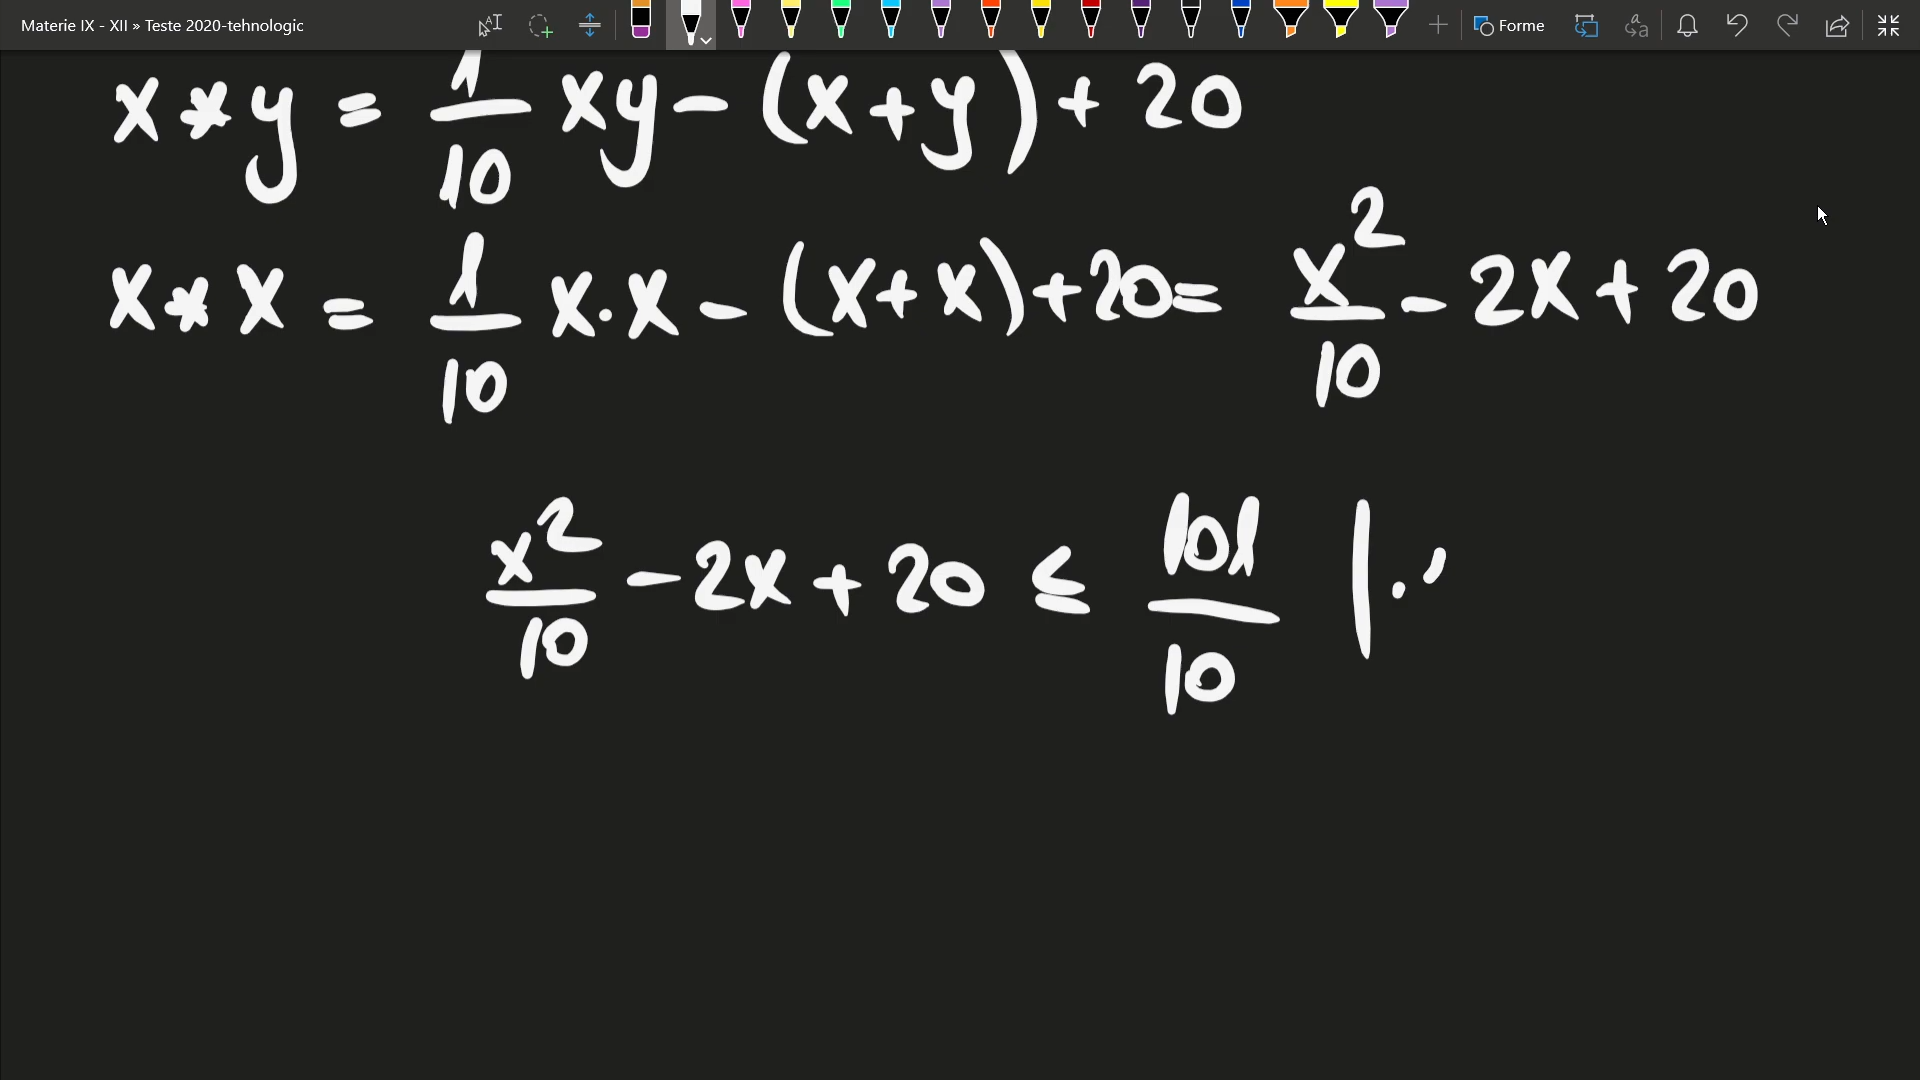 Materie IX - XII » Teste 2020-tehnologic Forme
x * y = 1/10 xy - (x+y) + 20
x * x = 1/10 x·x - (x+x) + 20 = x²/10 - 2x + 20
x²/10 - 2x + 20 ≤ 101/10 | ·